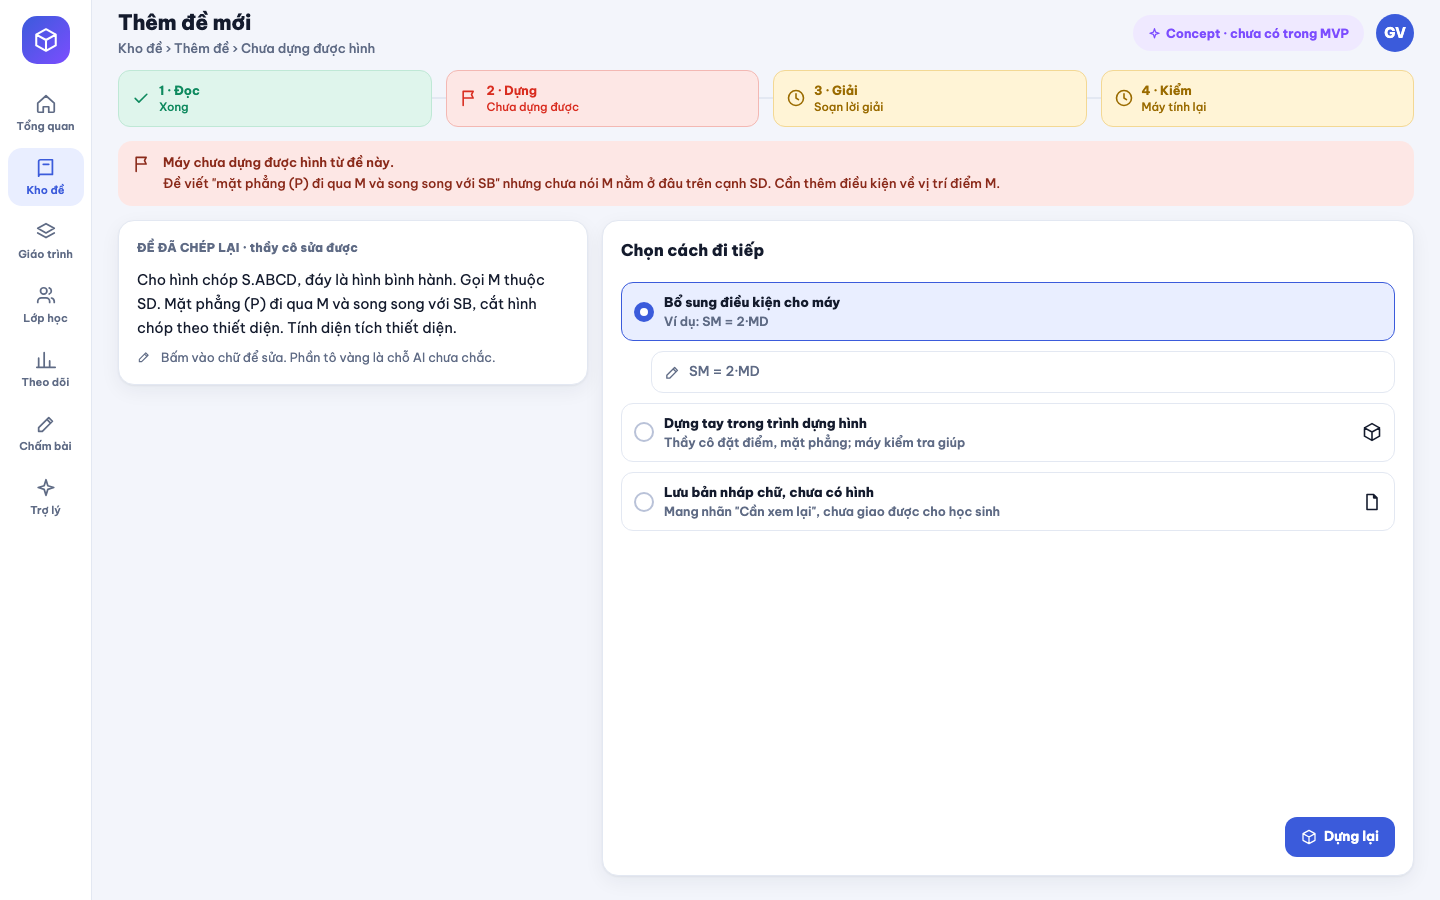 Thêm đề mới
Kho đề › Thêm đề › Chưa dựng được hình
Concept · chưa có trong MVP
GV
Tổng quan
Kho đề
Giáo trình
Lớp học
Theo dõi
Chấm bài
Trợ lý
1 · Đọc
Xong
2 · Dựng
Chưa dựng được
3 · Giải
Soạn lời giải
4 · Kiểm
Máy tính lại
Máy chưa dựng được hình từ đề này.
Đề viết "mặt phẳng (P) đi qua M và song song với SB" nhưng chưa nói M nằm ở đâu trên cạnh SD. Cần thêm điều kiện về vị trí điểm M.
ĐỀ ĐÃ CHÉP LẠI · thầy cô sửa được
Cho hình chóp S.ABCD, đáy là hình bình hành. Gọi M thuộc
SD. Mặt phẳng (P) đi qua M và song song với SB, cắt hình
chóp theo thiết diện. Tính diện tích thiết diện.
Bấm vào chữ để sửa. Phần tô vàng là chỗ AI chưa chắc.
Chọn cách đi tiếp
Bổ sung điều kiện cho máy
Ví dụ: SM = 2·MD
SM = 2·MD
Dựng tay trong trình dựng hình
Thầy cô đặt điểm, mặt phẳng; máy kiểm tra giúp
Lưu bản nháp chữ, chưa có hình
Mang nhãn "Cần xem lại", chưa giao được cho học sinh
Dựng lại